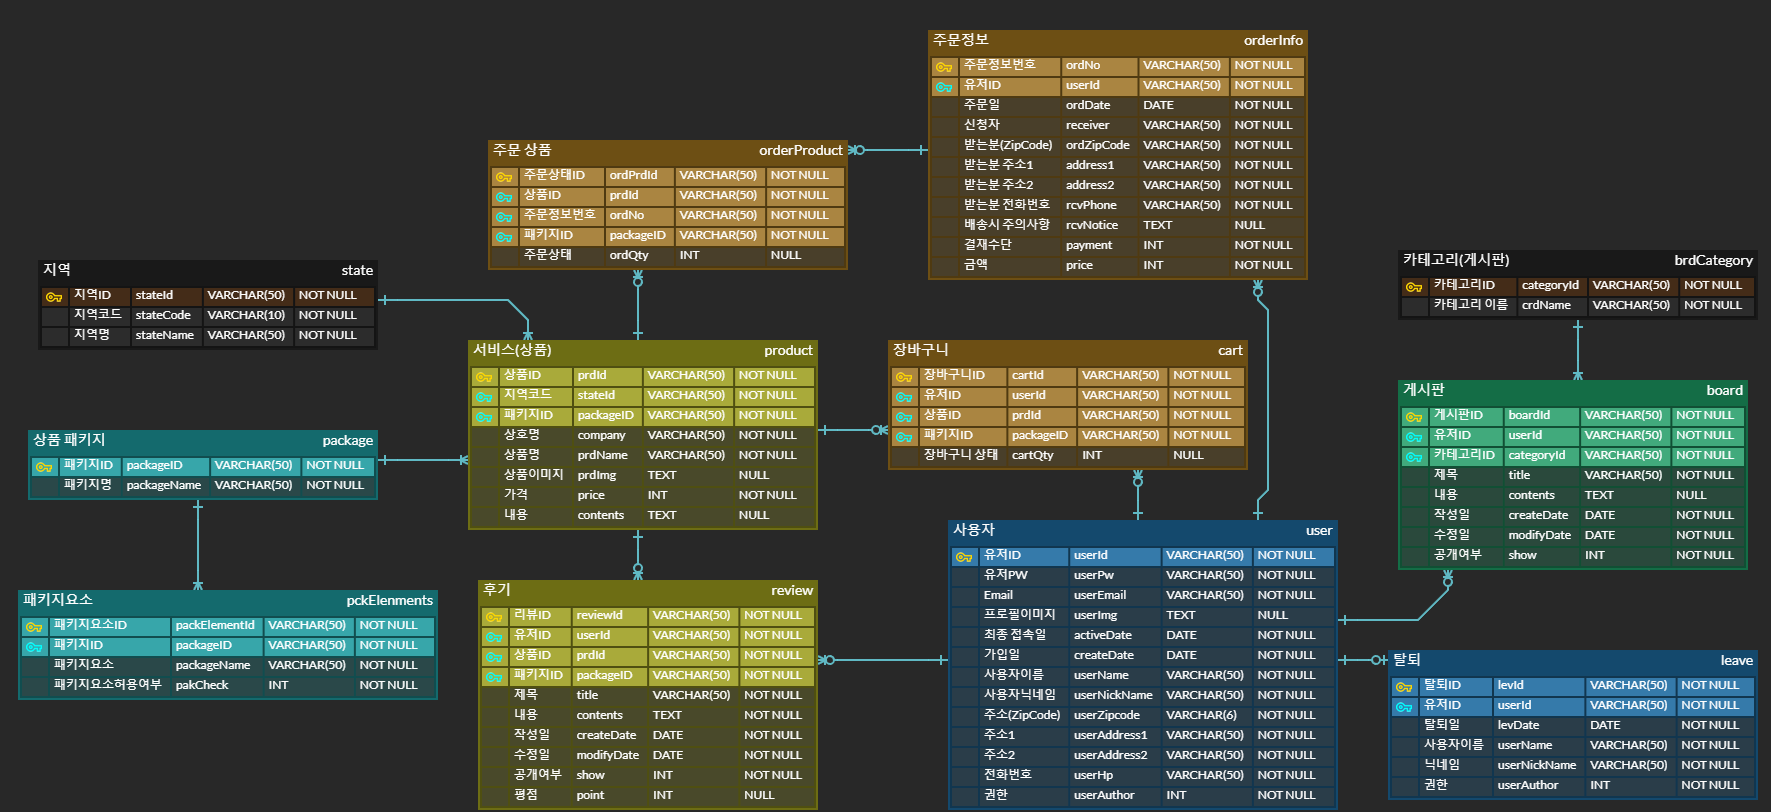 주문정보 orderInfo
주문정보번호 ordNo VARCHAR(50) NOT NULL
유저ID userId VARCHAR(50) NOT NULL
주문일 ordDate DATE NOT NULL
신청자 receiver VARCHAR(50) NOT NULL
받는분(ZipCode) ordZipCode VARCHAR(50) NOT NULL
받는분 주소1 address1 VARCHAR(50) NOT NULL
받는분 주소2 address2 VARCHAR(50) NOT NULL
받는분 전화번호 rcvPhone VARCHAR(50) NOT NULL
배송시 주의사항 rcvNotice TEXT NULL
결재수단 payment INT NOT NULL
금액 price INT NOT NULL
주문 상품 orderProduct
주문상태ID ordPrdId VARCHAR(50) NOT NULL
상품ID prdId VARCHAR(50) NOT NULL
주문정보번호 ordNo VARCHAR(50) NOT NULL
패키지ID packageID VARCHAR(50) NOT NULL
주문상태 ordQty INT NULL
지역 state
지역ID stateId VARCHAR(50) NOT NULL
지역코드 stateCode VARCHAR(10) NOT NULL
지역명 stateName VARCHAR(50) NOT NULL
카테고리(게시판) brdCategory
카테고리ID categoryId VARCHAR(50) NOT NULL
카테고리 이름 crdName VARCHAR(50) NOT NULL
서비스(상품) product
상품ID prdId VARCHAR(50) NOT NULL
지역코드 stateId VARCHAR(50) NOT NULL
패키지ID packageID VARCHAR(50) NOT NULL
상호명 company VARCHAR(50) NOT NULL
상품명 prdName VARCHAR(50) NOT NULL
상품이미지 prdImg TEXT NULL
가격 price INT NOT NULL
내용 contents TEXT NULL
장바구니 cart
장바구니ID cartId VARCHAR(50) NOT NULL
유저ID userId VARCHAR(50) NOT NULL
상품ID prdId VARCHAR(50) NOT NULL
패키지ID packageID VARCHAR(50) NOT NULL
장바구니 상태 cartQty INT NULL
게시판 board
게시판ID boardId VARCHAR(50) NOT NULL
유저ID userId VARCHAR(50) NOT NULL
카테고리ID categoryId VARCHAR(50) NOT NULL
제목 title VARCHAR(50) NOT NULL
내용 contents TEXT NULL
작성일 createDate DATE NOT NULL
수정일 modifyDate DATE NOT NULL
공개여부 show INT NOT NULL
상품 패키지 package
패키지ID packageID VARCHAR(50) NOT NULL
패키지명 packageName VARCHAR(50) NOT NULL
패키지요소 pckElenments
패키지요소ID packElementId VARCHAR(50) NOT NULL
패키지ID packageID VARCHAR(50) NOT NULL
패키지요소 packageName VARCHAR(50) NOT NULL
패키지요소허용여부 pakCheck INT NOT NULL
후기 review
리뷰ID reviewId VARCHAR(50) NOT NULL
유저ID userId VARCHAR(50) NOT NULL
상품ID prdId VARCHAR(50) NOT NULL
패키지ID packageID VARCHAR(50) NOT NULL
제목 title VARCHAR(50) NOT NULL
내용 contents TEXT NOT NULL
작성일 createDate DATE NOT NULL
수정일 modifyDate DATE NOT NULL
공개여부 show INT NOT NULL
평점 point INT NULL
사용자 user
유저ID userId VARCHAR(50) NOT NULL
유저PW userPw VARCHAR(50) NOT NULL
Email userEmail VARCHAR(50) NOT NULL
프로필이미지 userImg TEXT NULL
최종 접속일 activeDate DATE NOT NULL
가입일 createDate DATE NOT NULL
사용자이름 userName VARCHAR(50) NOT NULL
사용자닉네임 userNickName VARCHAR(50) NOT NULL
주소(ZipCode) userZipcode VARCHAR(6) NOT NULL
주소1 userAddress1 VARCHAR(50) NOT NULL
주소2 userAddress2 VARCHAR(50) NOT NULL
전화번호 userHp VARCHAR(50) NOT NULL
권한 userAuthor INT NOT NULL
탈퇴 leave
탈퇴ID levId VARCHAR(50) NOT NULL
유저ID userId VARCHAR(50) NOT NULL
탈퇴일 levDate DATE NOT NULL
사용자이름 userName VARCHAR(50) NOT NULL
닉네임 userNickName VARCHAR(50) NOT NULL
권한 userAuthor INT NOT NULL